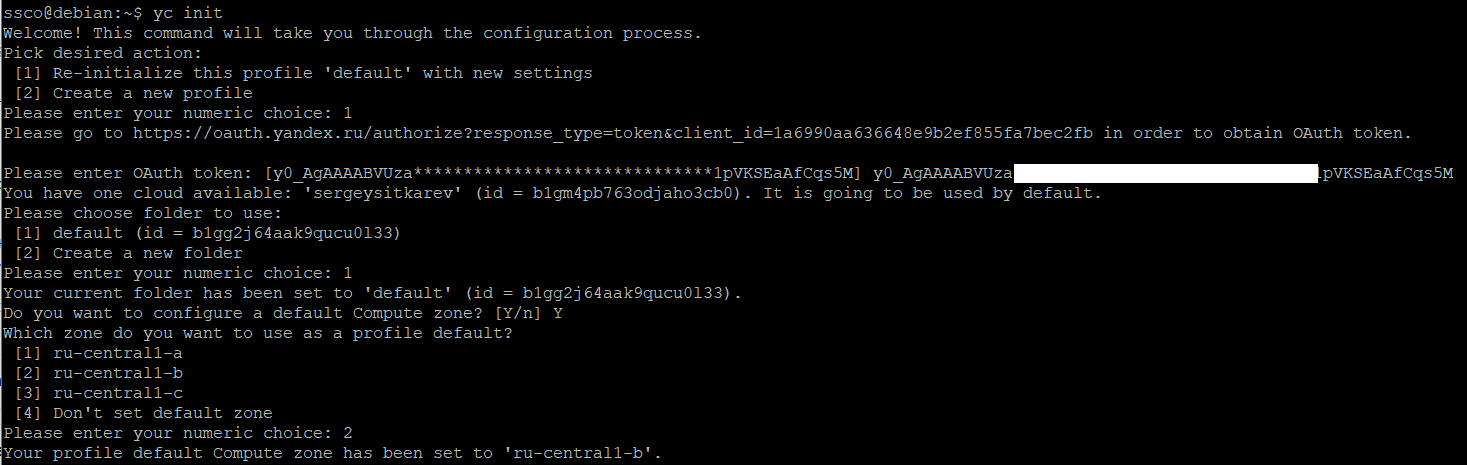 ssco@debian:~$ yc init
Welcome! This command will take you through the configuration process.
Pick desired action:
 [1] Re-initialize this profile 'default' with new settings
 [2] Create a new profile
Please enter your numeric choice: 1
Please go to https://oauth.yandex.ru/authorize?response_type=token&client_id=1a6990aa636648e9b2ef855fa7bec2fb in order to obtain OAuth token.

Please enter OAuth token: [y0_AgAAAABVUza******************************1pVKSEaAfCqs5M] y0_AgAAAABVUza 1pVKSEaAfCqs5M
You have one cloud available: 'sergeysitkarev' (id = b1gm4pb763odjaho3cb0). It is going to be used by default.
Please choose folder to use:
 [1] default (id = b1gg2j64aak9qucu0l33)
 [2] Create a new folder
Please enter your numeric choice: 1
Your current folder has been set to 'default' (id = b1gg2j64aak9qucu0l33).
Do you want to configure a default Compute zone? [Y/n] Y
Which zone do you want to use as a profile default?
 [1] ru-central1-a
 [2] ru-central1-b
 [3] ru-central1-c
 [4] Don't set default zone
Please enter your numeric choice: 2
Your profile default Compute zone has been set to 'ru-central1-b'.